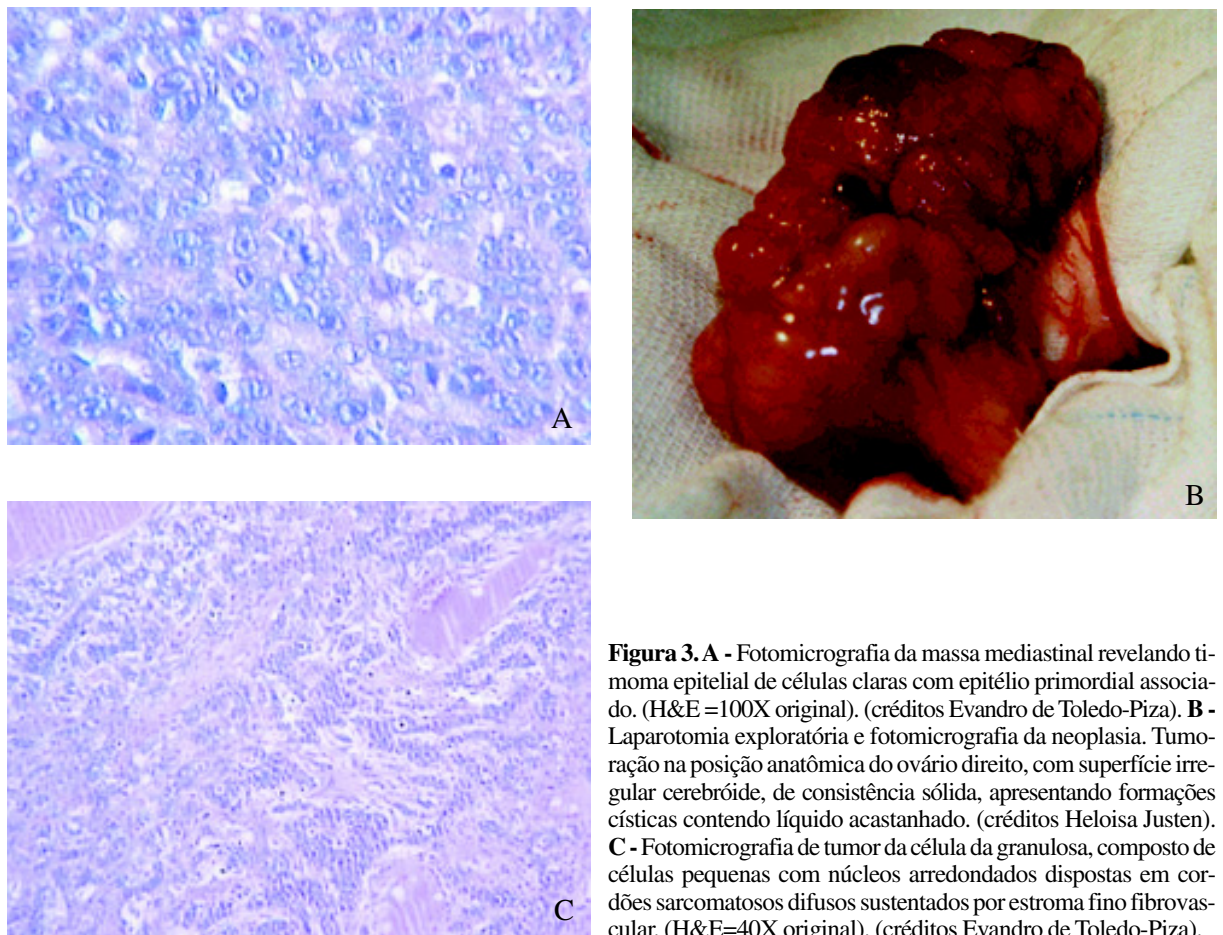 A
B
C
Figura 3. A - Fotomicrografia da massa mediastinal revelando ti-
moma epitelial de células claras com epitélio primordial associa-
do. (H&E =100X original). (créditos Evandro de Toledo-Piza). B -
Laparotomia exploratória e fotomicrografia da neoplasia. Tumo-
ração na posição anatômica do ovário direito, com superfície irre-
gular cerebróide, de consistência sólida, apresentando formações
císticas contendo líquido acastanhado. (créditos Heloisa Justen).
C - Fotomicrografia de tumor da célula da granulosa, composto de
células pequenas com núcleos arredondados dispostas em cor-
dões sarcomatosos difusos sustentados por estroma fino fibrovas-
cular. (H&E=40X original). (créditos Evandro de Toledo-Piza).